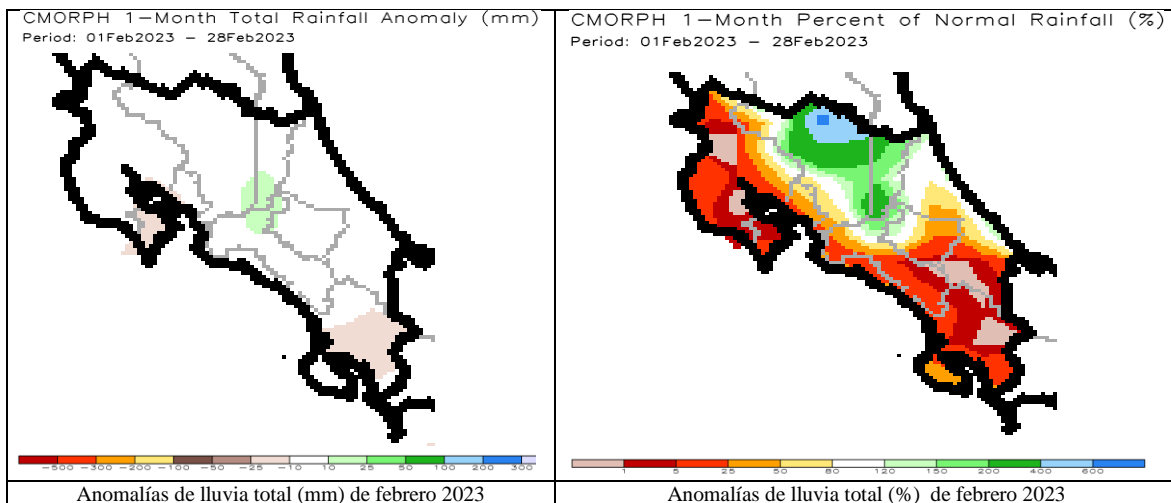 CMORPH 1-Month Total Rainfall Anomaly (mm)
Period: 01Feb2023 - 28Feb2023
-500 -300 -200 -100 -50 -25 -10 10 25 50 100 200 300
Anomalías de lluvia total (mm) de febrero 2023
CMORPH 1-Month Percent of Normal Rainfall (%)
Period: 01Feb2023 - 28Feb2023
1 5 25 50 80 120 150 200 400 600
Anomalías de lluvia total (%) de febrero 2023